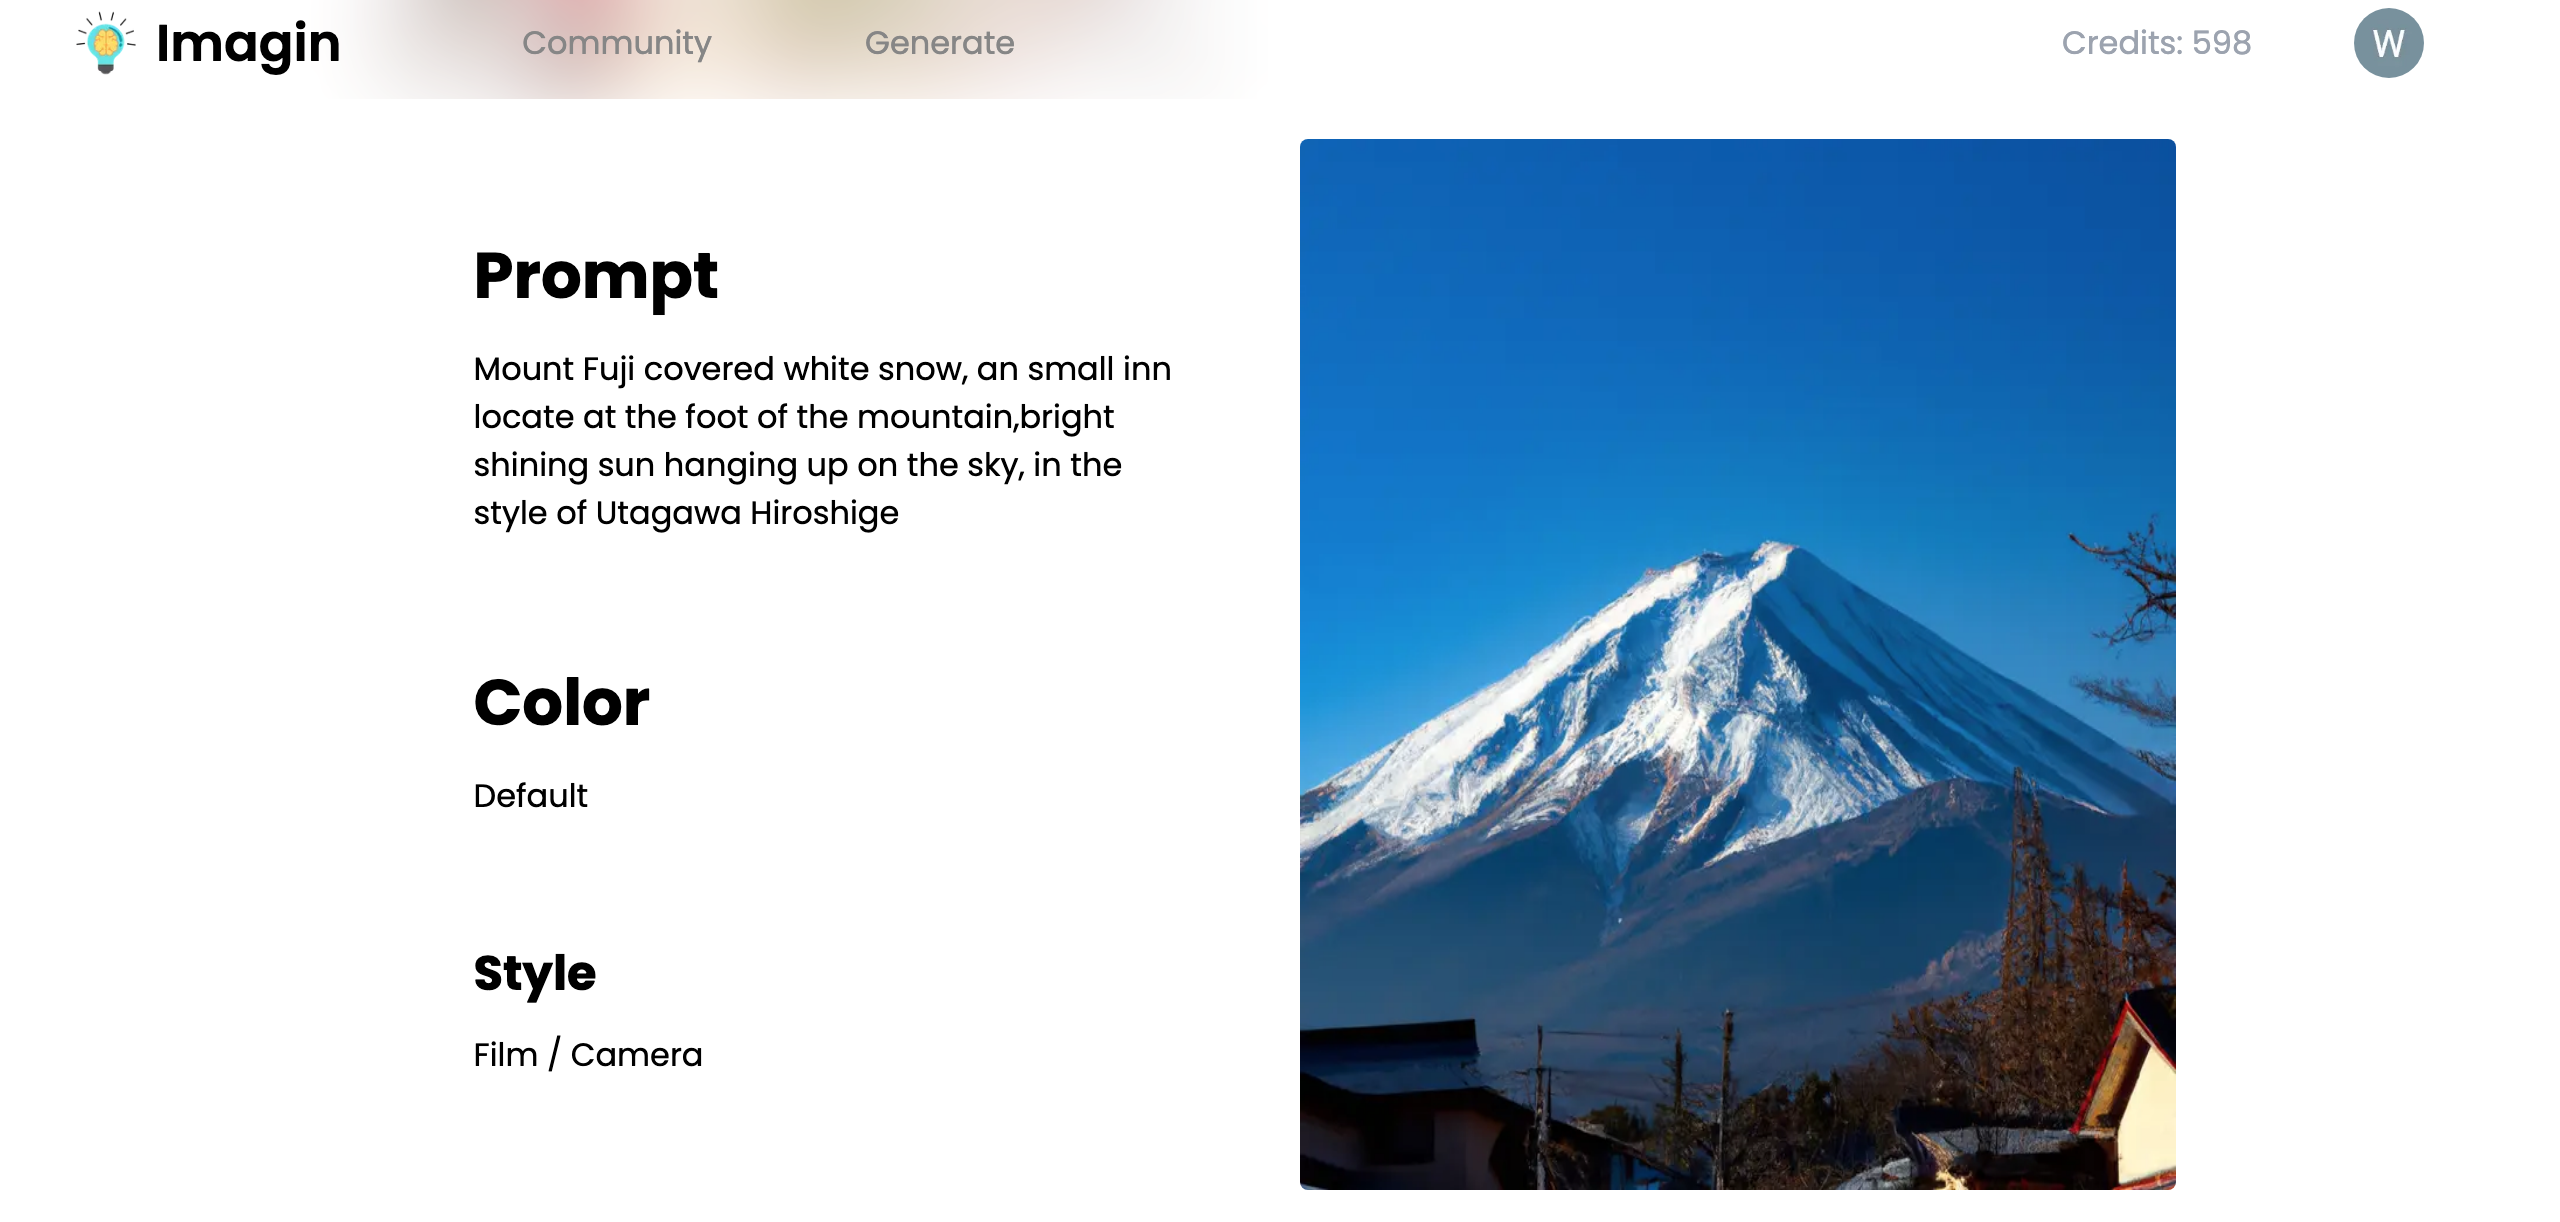 Imagin
Community
Generate
Credits: 598
W
Prompt
Mount Fuji covered white snow, an small inn
locate at the foot of the mountain,bright
shining sun hanging up on the sky, in the
style of Utagawa Hiroshige
Color
Default
Style
Film / Camera